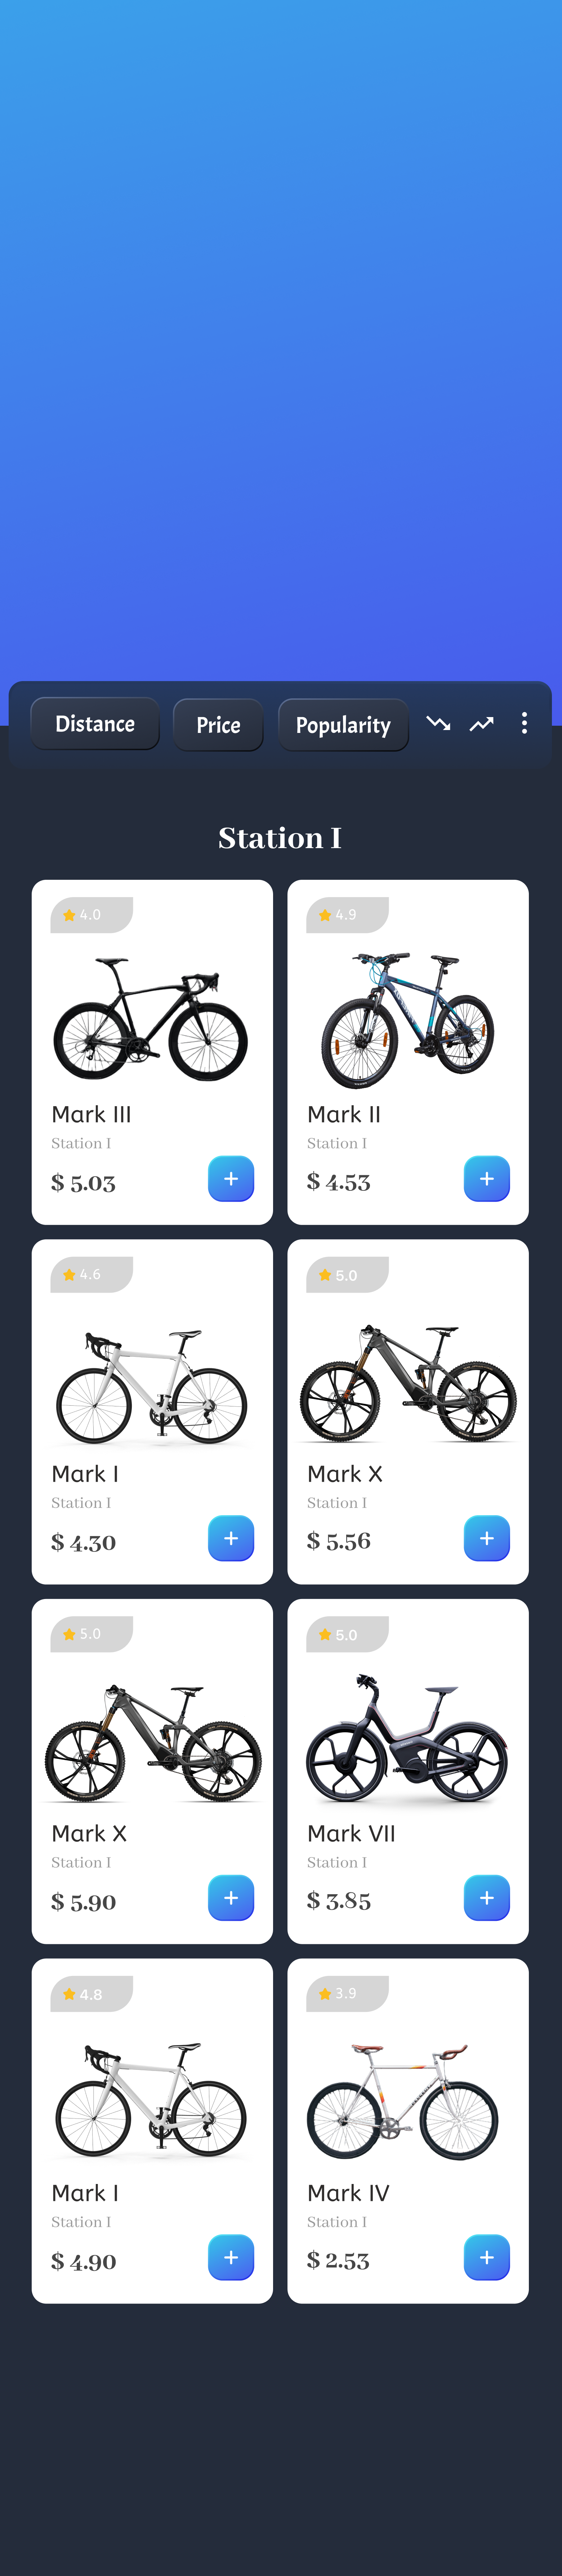 Distance Price Popularity
Station I
4.0
Mark III
Station I
$ 5.03
4.9
Mark II
Station I
$ 4.53
4.6
Mark I
Station I
$ 4.30
5.0
Mark X
Station I
$ 5.56
5.0
Mark X
Station I
$ 5.90
5.0
Mark VII
Station I
$ 3.85
4.8
Mark I
Station I
$ 4.90
3.9
Mark IV
Station I
$ 2.53